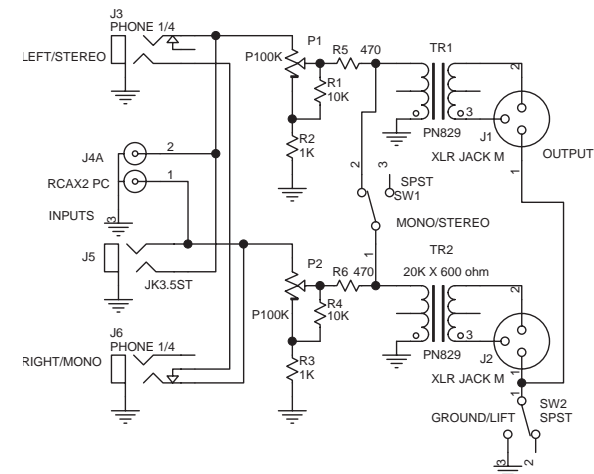 J3
PHONE 1/4
LEFT/STEREO
P1
P100K
R5 470
R1
10K
R2
1K
TR1
2
3
PN829
J1
XLR JACK M
OUTPUT
1
J4A
2
RCAX2 PC
1
INPUTS
3
2
3
SPST
SW1
MONO/STEREO
1
J5
JK3.5ST
P2
P100K
R6 470
R4
10K
R3
1K
TR2
20K X 600 ohm
2
3
PN829
J2
XLR JACK M
1
J6
PHONE 1/4
RIGHT/MONO
1
GROUND/LIFT
SW2
SPST
3
2